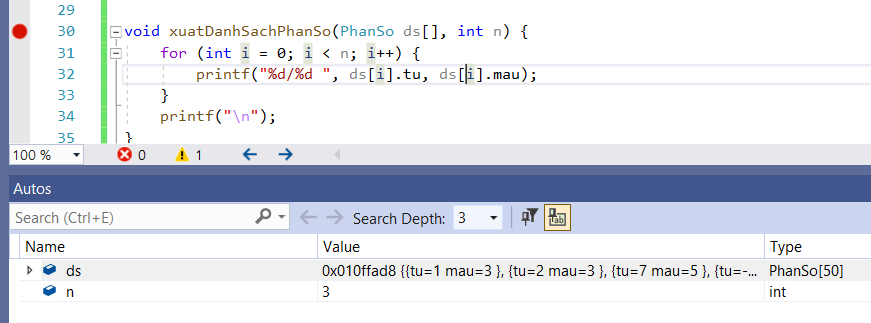 29
30 void xuatDanhSachPhanSo(PhanSo ds[], int n) {
31 for (int i = 0; i < n; i++) {
32 printf("%d/%d ", ds[i].tu, ds[i].mau);
33 }
34 printf("\n");
35 }
100 % 0 1
Autos
Search (Ctrl+E) Search Depth: 3
Name Value Type
ds 0x010ffad8 {{tu=1 mau=3 }, {tu=2 mau=3 }, {tu=7 mau=5 }, {tu=-... PhanSo[50]
n 3 int